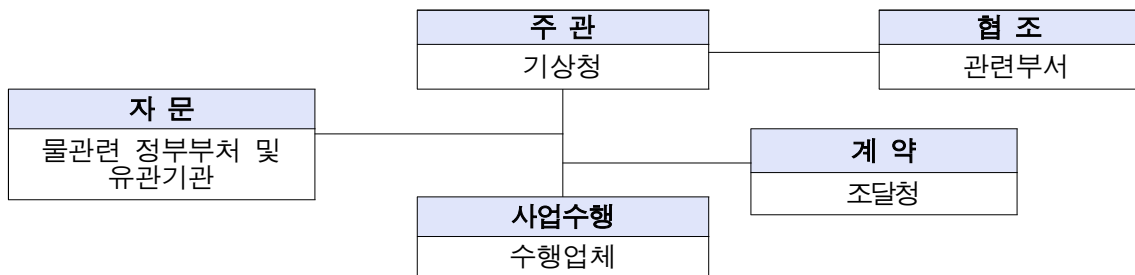 주 관
기상청
협 조
관련부서
자 문
물관련 정부부처 및
유관기관
계 약
조달청
사업수행
수행업체